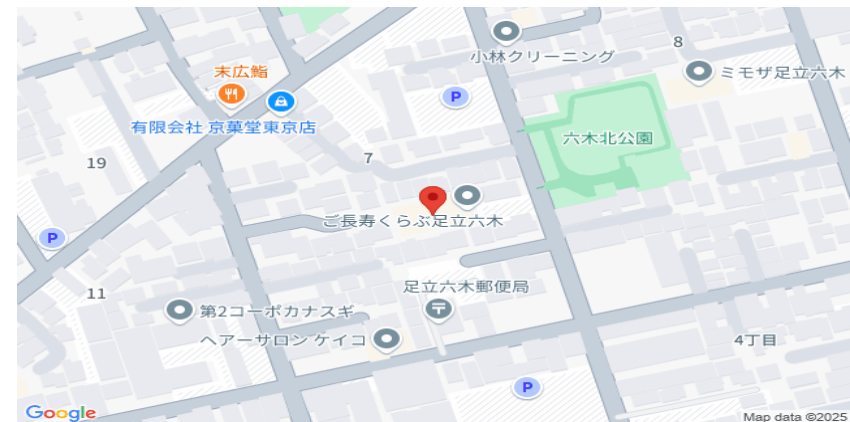 小林クリーニング
8
ミモザ足立六木
末広鮨
P
有限会社 京菓堂東京店
六木北公園
19
7
ご長寿くらぶ足立六木
P
足立六木郵便局
11
第2コーポカナスギ
〒
ヘアーサロン ケイコ
4丁目
P
Google
Map data ©2025